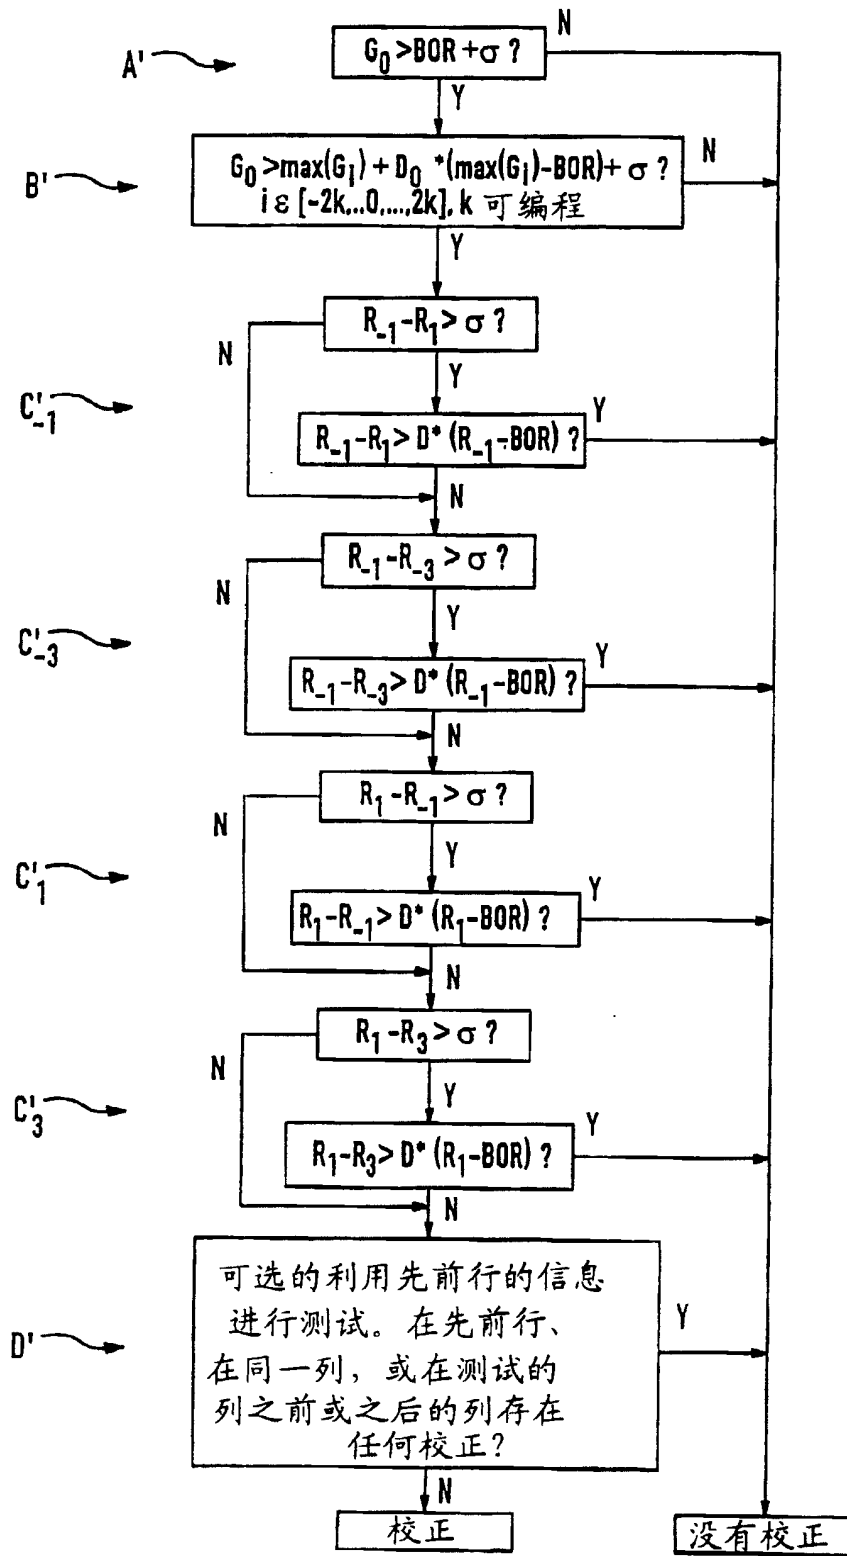 N
G₀>BOR+σ?
A'
Y
G₀>max(Gᵢ)+D₀*(max(Gᵢ)-BOR)+σ?
i ε [-2k,..0,...,2k], k 可编程
N
B'
Y
R₋₁-R₁>σ?
N
Y
C'₋₁
R₋₁-R₁>D*(R₋₁-BOR)?
Y
N
R₋₁-R₋₃>σ?
N
Y
C'₋₃
R₋₁-R₋₃>D*(R₋₁-BOR)?
Y
N
R₁-R₋₁>σ?
N
Y
C'₁
R₁-R₋₁>D*(R₁-BOR)?
Y
N
R₁-R₃>σ?
N
Y
C'₃
R₁-R₃>D*(R₁-BOR)?
Y
N
可选的利用先前行的信息
进行测试。在先前行、
在同一列，或在测试的
列之前或之后的列存在
任何校正?
Y
D'
N
校正
没有校正